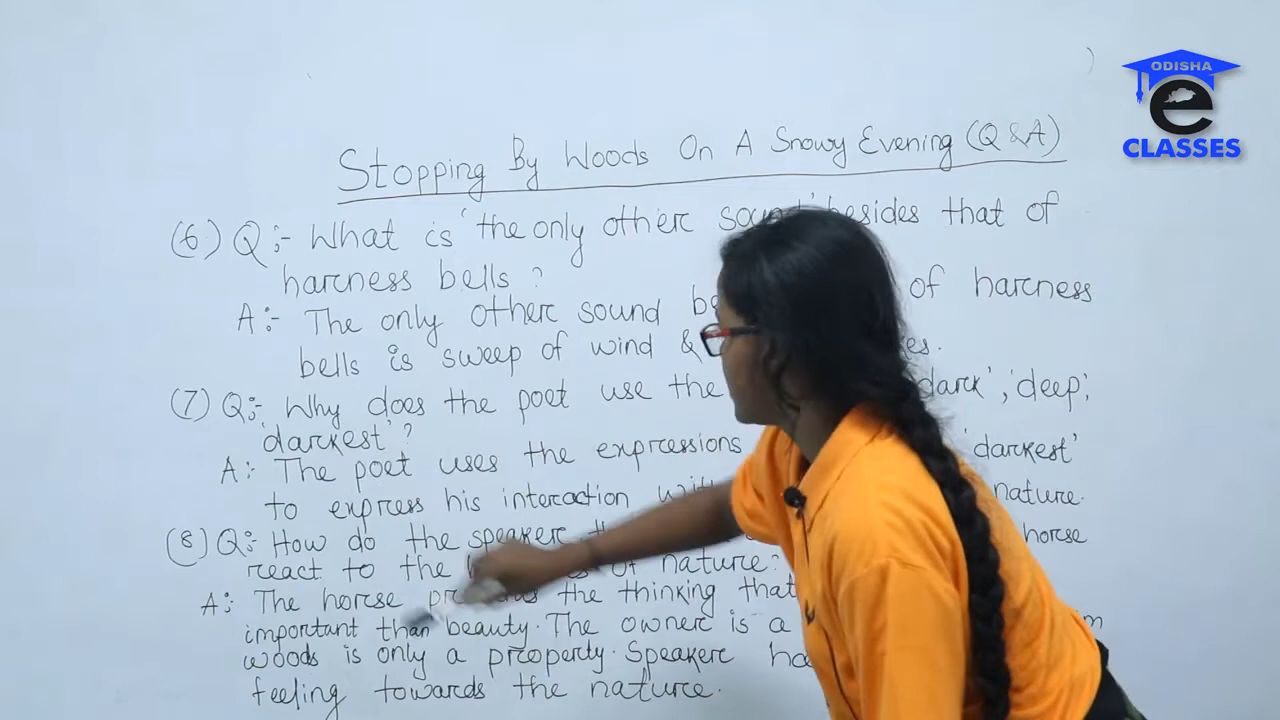 ODISHA
e
CLASSES
Stopping By Woods On A Snowy Evening (Q & A)
(6) Q:- What is 'the only other sound' besides that of
harness bells ?
A:- The only other sound of harness
bells is sweep of wind &
(7) Q:- Why does the poet use the dark', 'deep',
'darkest' ?
A:- The poet uses the expressions 'darkest'
to express his interaction nature.
(8) Q:- How do the speaker, horse
react to the of nature?
A:- The horse the thinking that
important than beauty. The owner is a
woods is only a property. Speaker
feeling towards the nature.